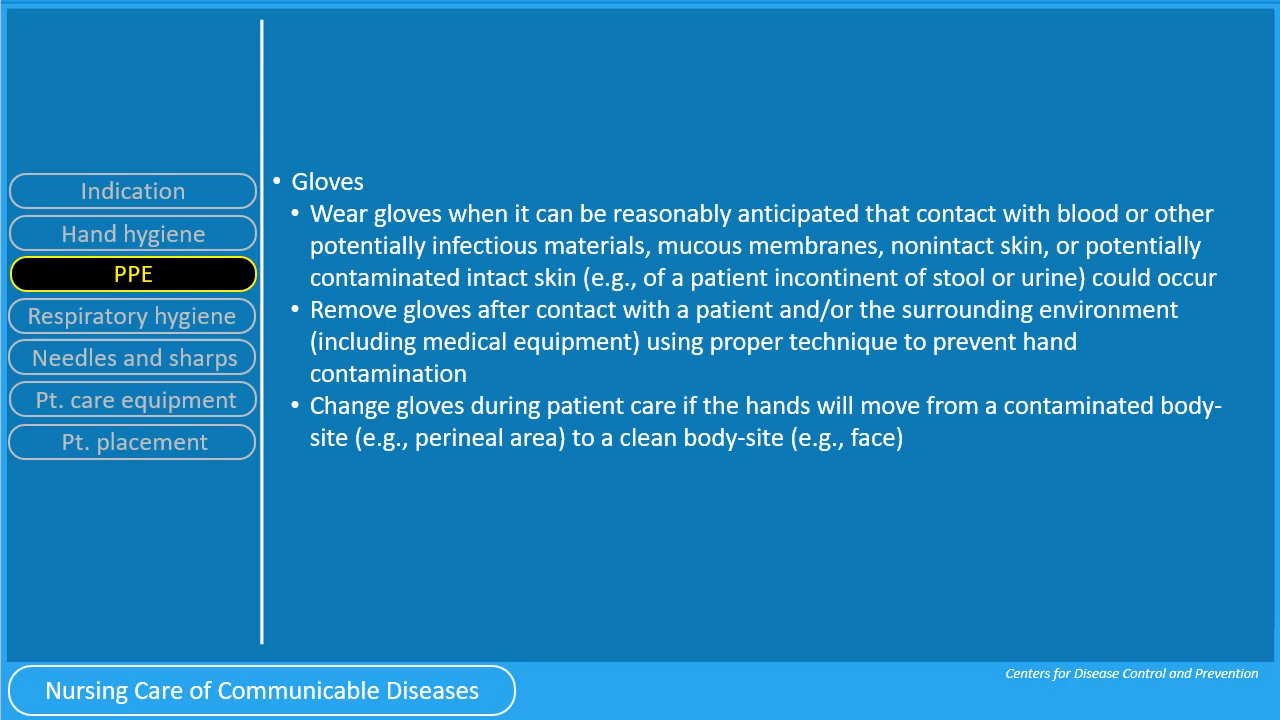 Indication
Hand hygiene
PPE
Respiratory hygiene
Needles and sharps
Pt. care equipment
Pt. placement
• Gloves
• Wear gloves when it can be reasonably anticipated that contact with blood or other
potentially infectious materials, mucous membranes, nonintact skin, or potentially
contaminated intact skin (e.g., of a patient incontinent of stool or urine) could occur
• Remove gloves after contact with a patient and/or the surrounding environment
(including medical equipment) using proper technique to prevent hand
contamination
• Change gloves during patient care if the hands will move from a contaminated body-
site (e.g., perineal area) to a clean body-site (e.g., face)
Centers for Disease Control and Prevention
Nursing Care of Communicable Diseases